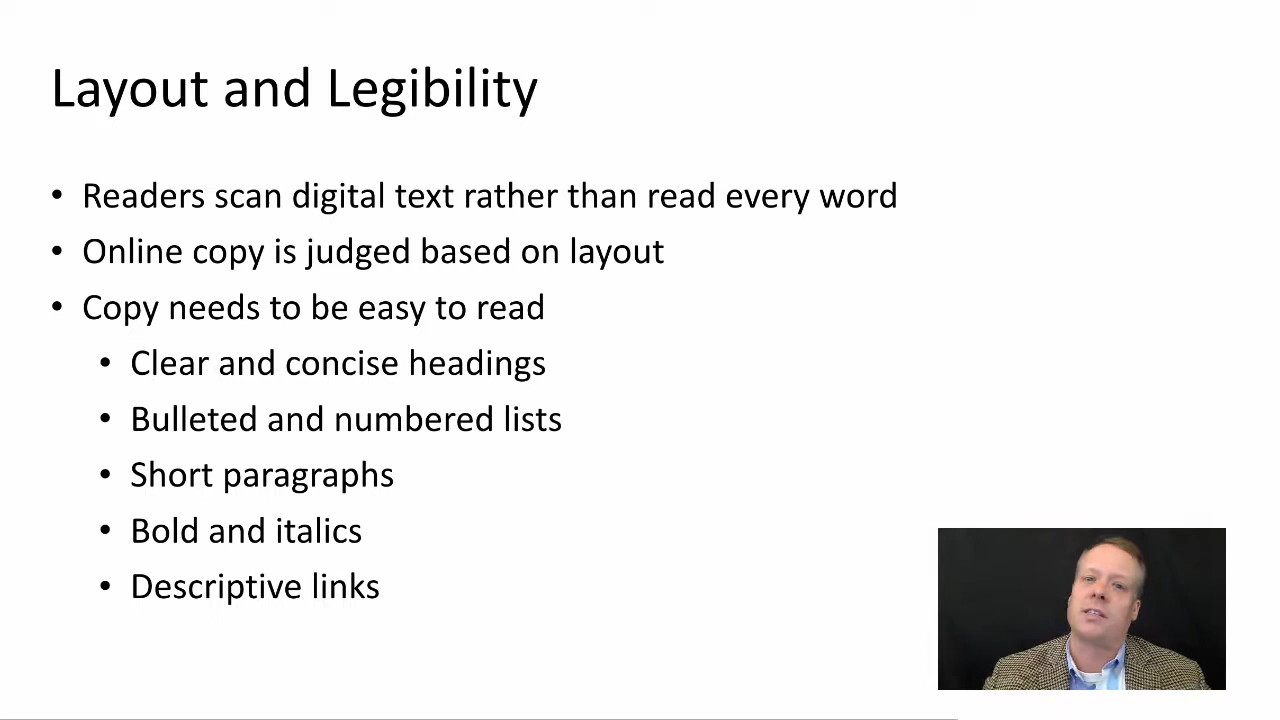 Layout and Legibility
• Readers scan digital text rather than read every word
• Online copy is judged based on layout
• Copy needs to be easy to read
• Clear and concise headings
• Bulleted and numbered lists
• Short paragraphs
• Bold and italics
• Descriptive links